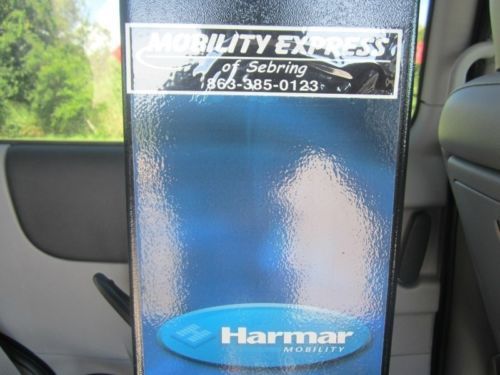 MOBILITY EXPRESS
of Sebring
863-385-0123
Harmar
MOBILITY